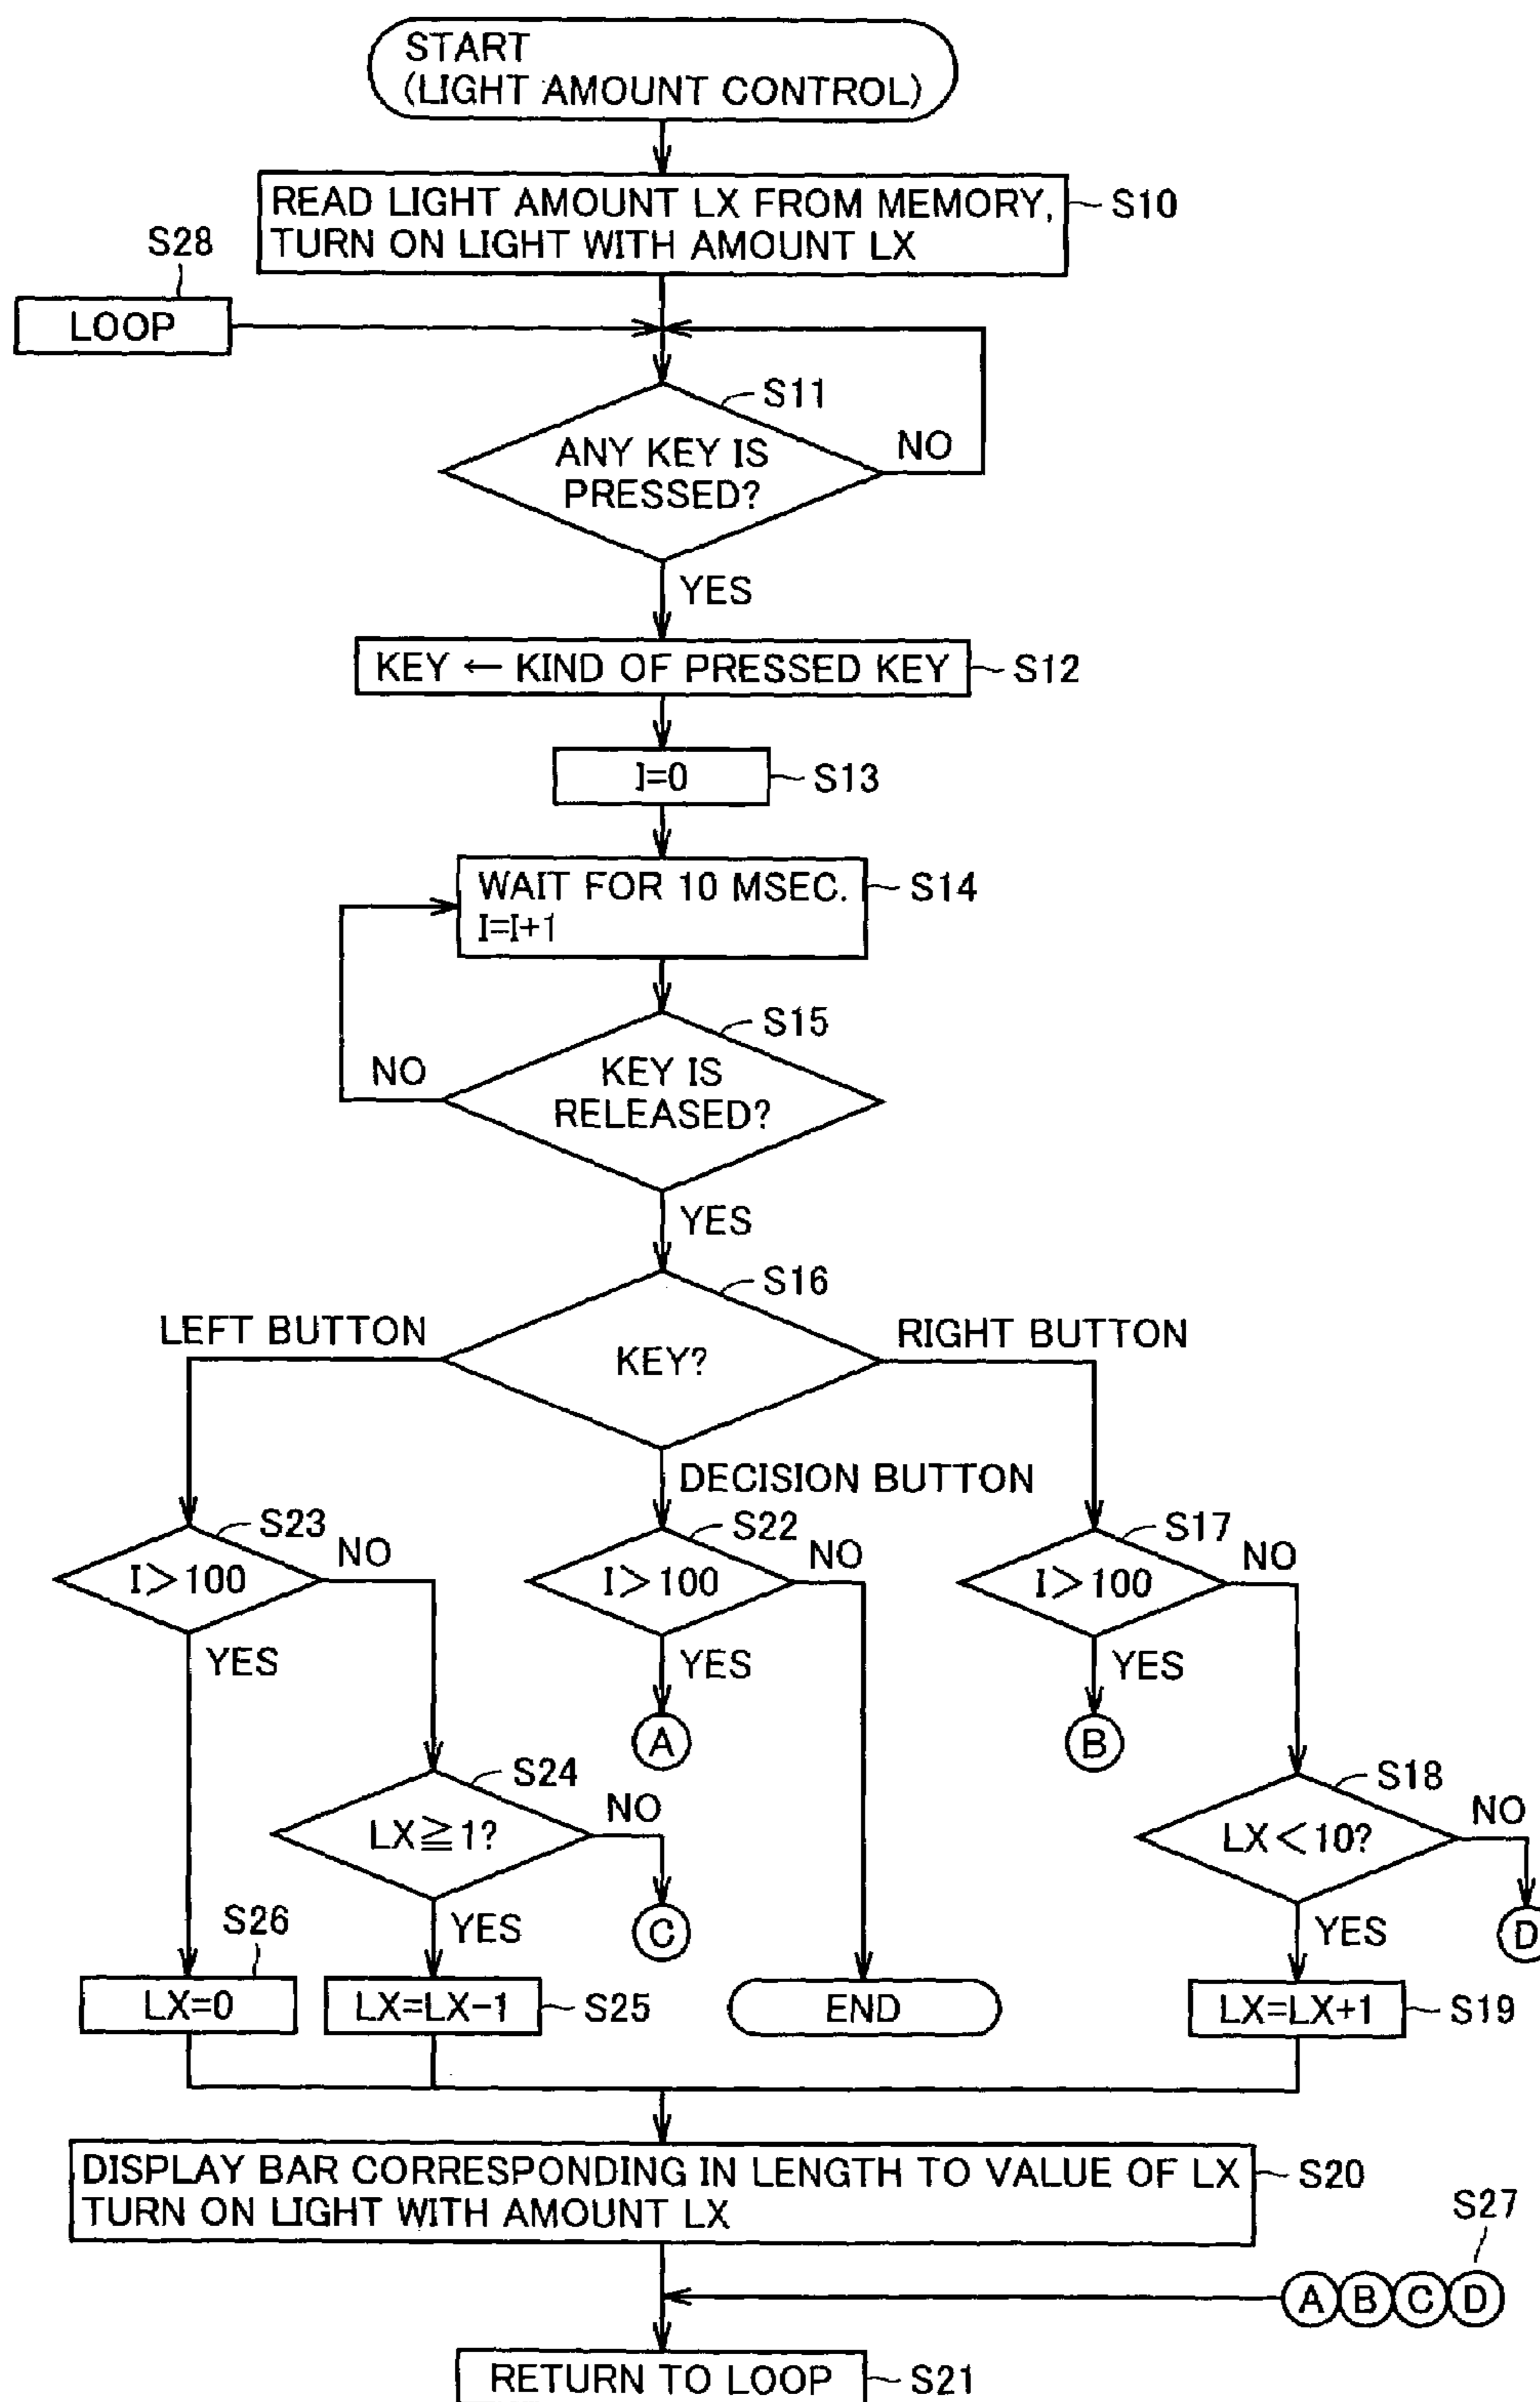 START
(LIGHT AMOUNT CONTROL)
READ LIGHT AMOUNT LX FROM MEMORY,
TURN ON LIGHT WITH AMOUNT LX
S10
S28
LOOP
S11
ANY KEY IS
PRESSED?
NO
YES
KEY ← KIND OF PRESSED KEY
S12
I=0
S13
WAIT FOR 10 MSEC.
I=I+1
S14
S15
KEY IS
RELEASED?
NO
YES
S16
KEY?
LEFT BUTTON
RIGHT BUTTON
DECISION BUTTON
S23
I>100
NO
YES
S22
I>100
NO
YES
S17
I>100
NO
YES
A
B
S24
LX≧1?
NO
YES
C
S18
LX<10?
NO
YES
D
S26
LX=0
LX=LX-1
S25
END
LX=LX+1
S19
DISPLAY BAR CORRESPONDING IN LENGTH TO VALUE OF LX
TURN ON LIGHT WITH AMOUNT LX
S20
S27
A B C D
RETURN TO LOOP
S21